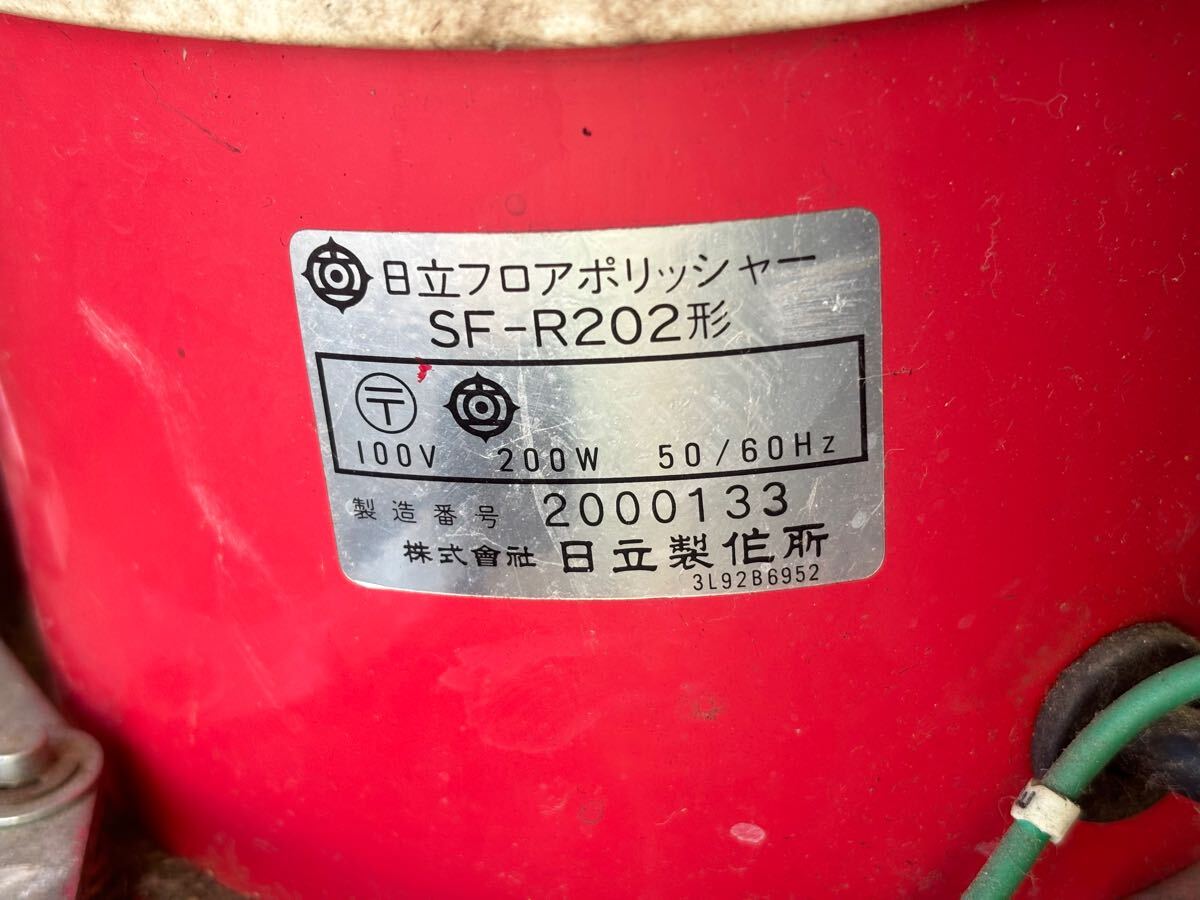 日立フロアポリッシャー
SF-R202形
〒
100V 200W 50/60Hz
製造番号 2000133
株式會社 日立製作所
3L92B6952